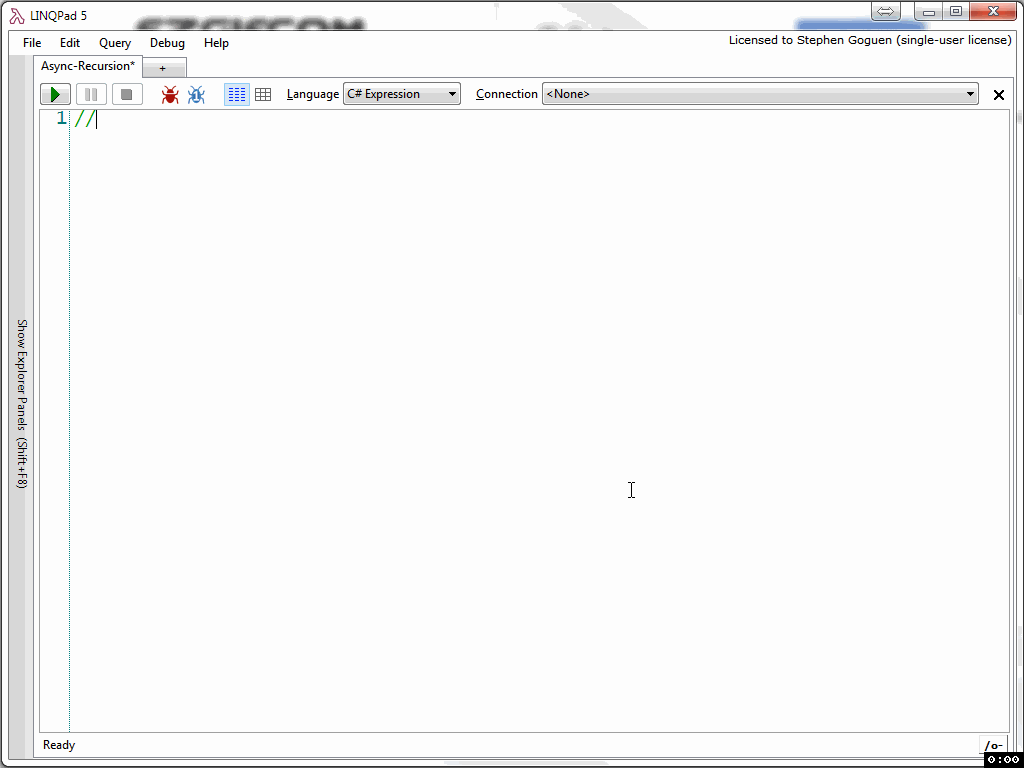 LINQPad 5
File Edit Query Debug Help
Licensed to Stephen Goguen (single-user license)
Async-Recursion* +
Language C# Expression Connection <None>
1 //
Show Explorer Panels (Shift+F8)
Ready
/o-
0:00